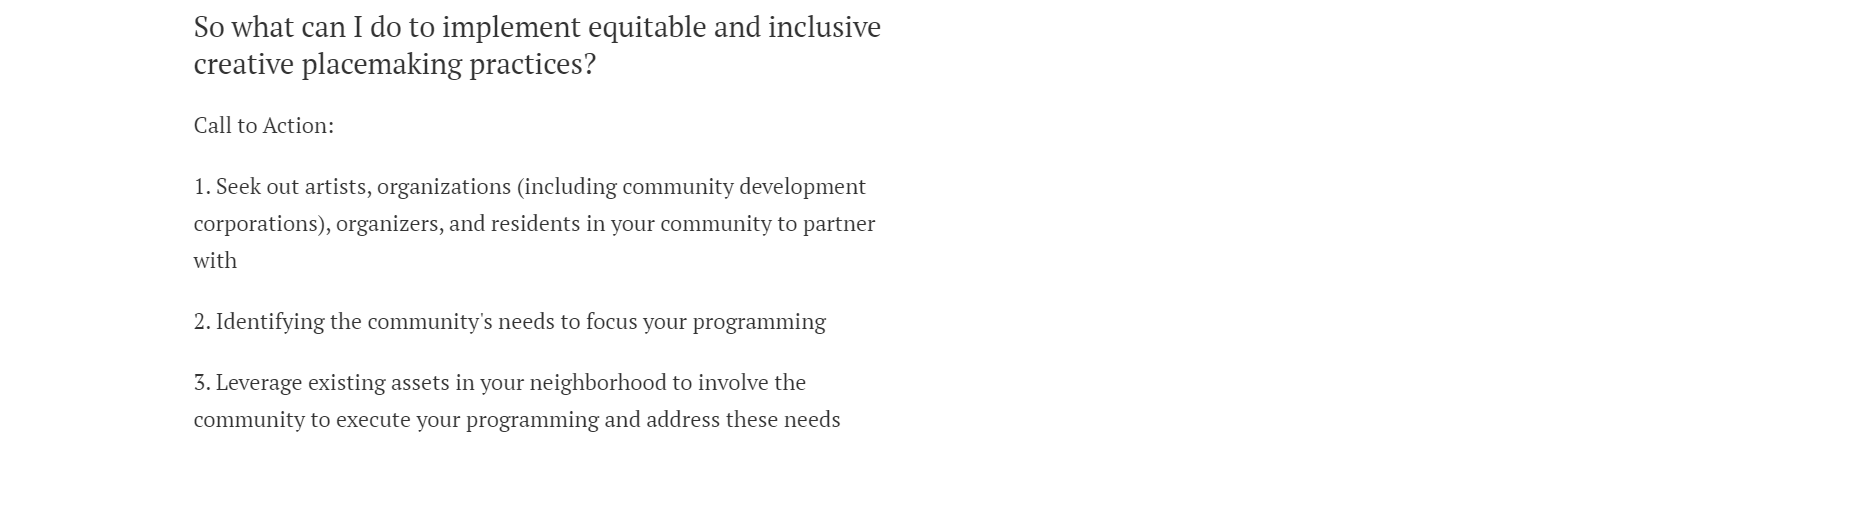 So what can I do to implement equitable and inclusive
creative placemaking practices?
Call to Action:
1. Seek out artists, organizations (including community development
corporations), organizers, and residents in your community to partner
with
2. Identifying the community's needs to focus your programming
3. Leverage existing assets in your neighborhood to involve the
community to execute your programming and address these needs